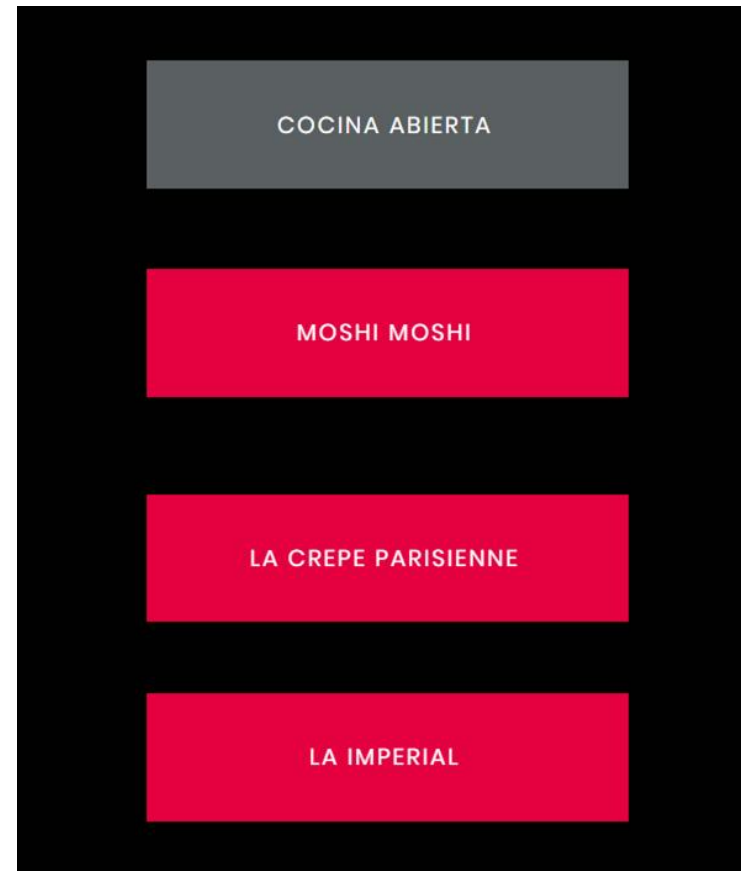 COCINA ABIERTA
MOSHI MOSHI
LA CREPE PARISIENNE
LA IMPERIAL